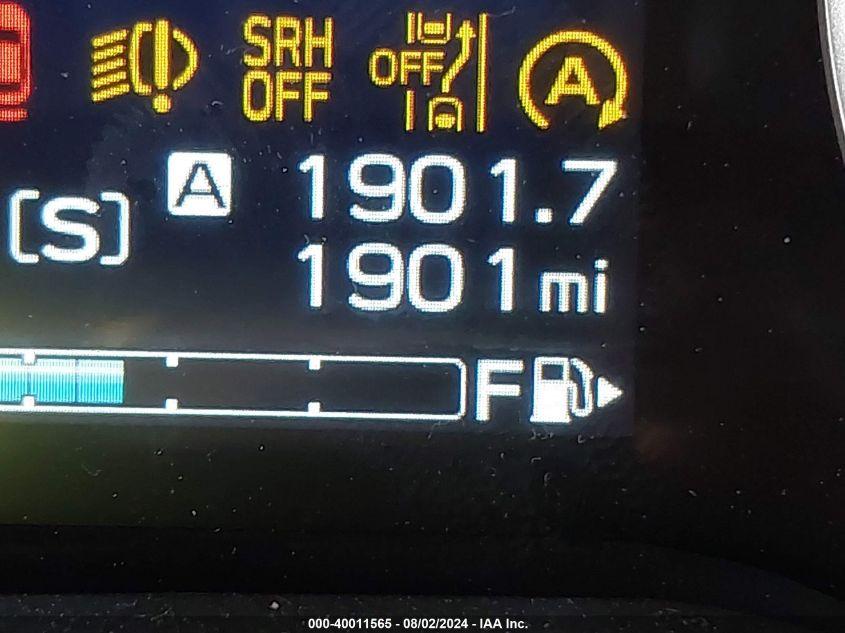 SRH
OFF
OFF
A
A 1901.7
[S]
1901 mi
F
000-40011565 - 08/02/2024 - IAA Inc.